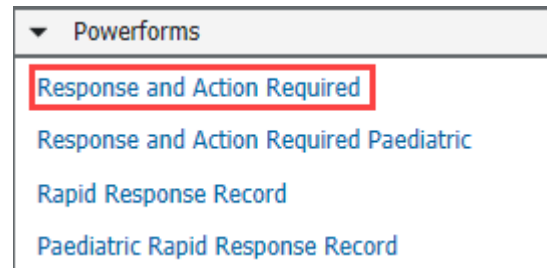 Powerforms
Response and Action Required
Response and Action Required Paediatric
Rapid Response Record
Paediatric Rapid Response Record